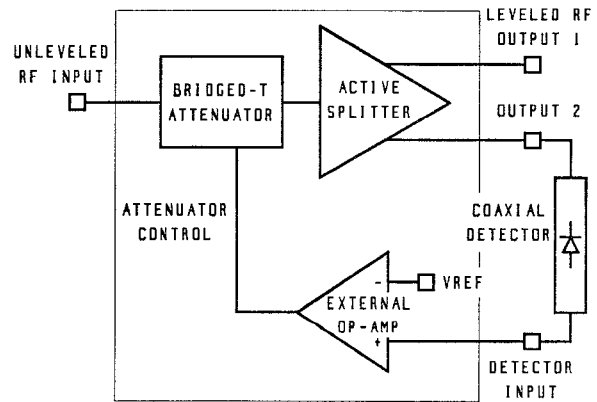 LEVELED RF
OUTPUT 1
UNLEVELED
RF INPUT
BRIDGED-T
ATTENUATOR
ACTIVE
SPLITTER
OUTPUT 2
ATTENUATOR
CONTROL
COAXIAL
DETECTOR
-
VREF
EXTERNAL
OP-AMP
+
DETECTOR
INPUT